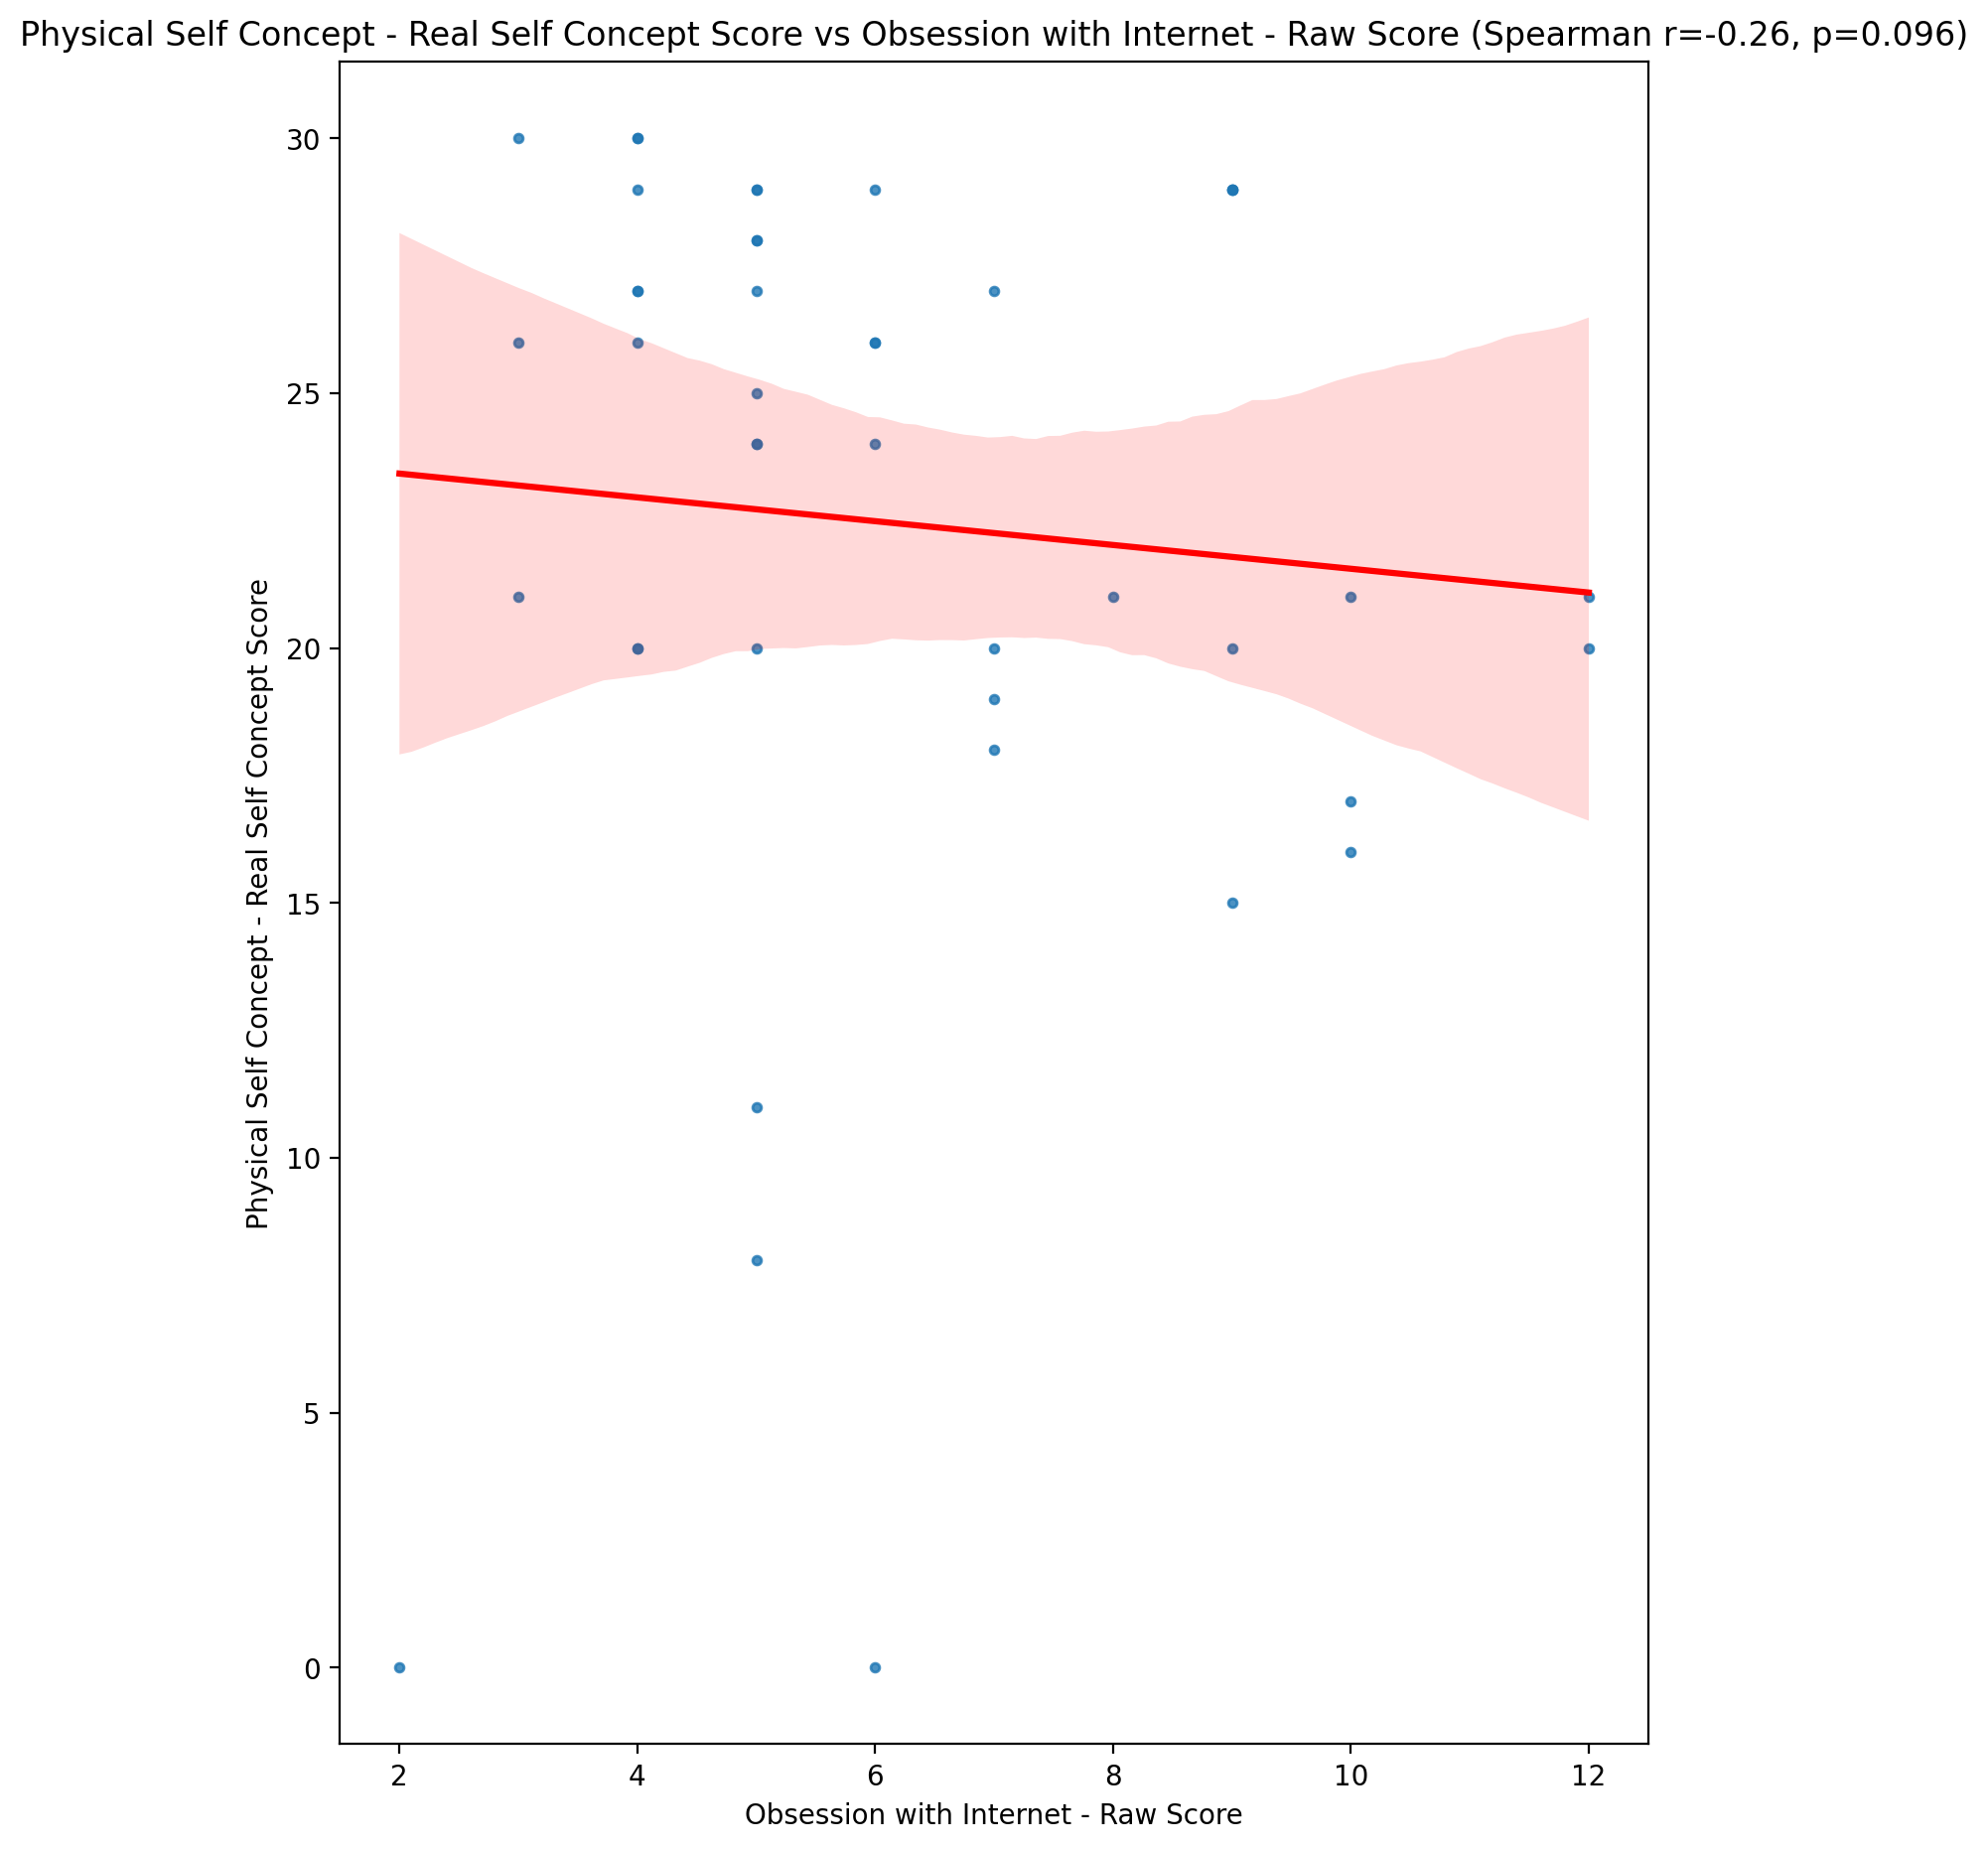 Physical Self Concept - Real Self Concept Score vs Obsession with Internet - Raw Score (Spearman r=-0.26, p=0.096)
30
25
20
15
10
5
0
Physical Self Concept - Real Self Concept Score
2 4 6 8 10 12
Obsession with Internet - Raw Score